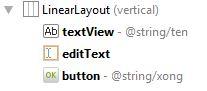 LinearLayout (vertical)
Ab textView - @string/ten
editText
OK button - @string/xong